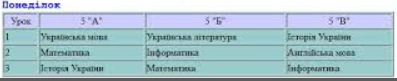 Понеділок
Урок 5 "А" 5 "Б" 5 "В"
1 Українська мова Українська література Історія України
2 Математика Інформатика Англійська мова
3 Історія України Математика Інформатика